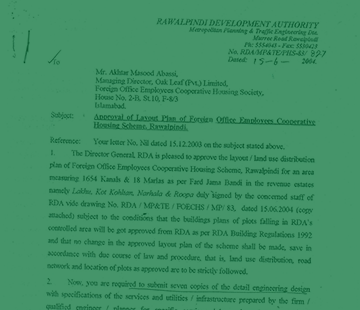 RAWALPINDI DEVELOPMENT AUTHORITY
Metropolitan Planning & Traffic Engineering Dte.
Murree Road Rawalpindi
No. RDA/MP&TE/FHS-88/
Dated: 15-6- 2004.
To
Mr. Akhtar Masood
Managing Director, Oak Leaf (Pvt.) Limited,
Foreign Office Employees Cooperative Housing Society,
House No. 2-B, St.10, F-8/3
Islamabad.
Subject: Approval of Layout Plan of Foreign Office Employees Cooperative
Housing Scheme, Rawalpindi.
Reference: Your letter No. Nil dated 15.12.2003 on the subject stated above.
1. The Director General, RDA is pleased to approve the layout / land use distribution
plan of Foreign Office Employees Cooperative Housing Scheme, Rawalpindi for an area
measuring 1654 Kanals & 18 Marlas as per Fard Jama Bandi in the revenue estates
namely Lakhu, Kot Kohlian, Narhala & Roopa duly signed by the concerned staff of
RDA vide drawing No. RDA / MP&TE / FOECHS / MP/ 83, dated 15.06.2004 (copy
attached) subject to the conditions that the buildings plans of plots falling in RDA's
controlled area will be got approved from RDA as per RDA Building Regulations 1992
and that no change in the approved layout plan of the scheme shall be made, save in
accordance with due course of law and procedure, that is, land use distribution, road
network and location of plots as approved are to be strictly followed.
2. Now, you are required to submit seven copies of the detail engineering design
with specifications of the services and utilities / infrastructure prepared by the firm /
qualified engineer / planner for